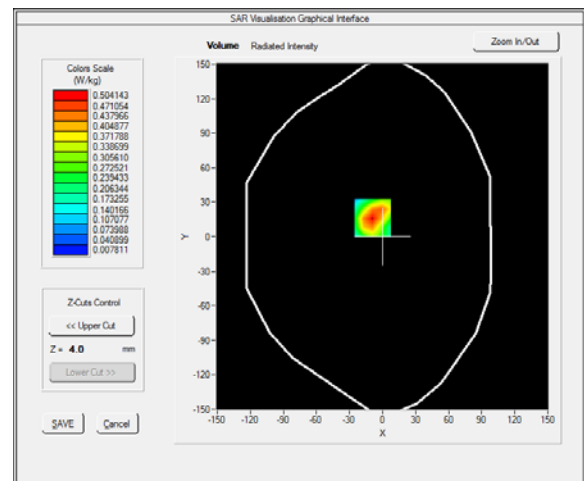 SAR Visualisation Graphical Interface
Volume Radiated Intensity
Zoom In/Out
Colors Scale
(W/kg)
0.504143
0.471054
0.437966
0.404877
0.371788
0.338699
0.305610
0.272521
0.239433
0.206344
0.173255
0.140166
0.107077
0.073988
0.040899
0.007811
Z-Cuts Control
<< Upper Cut
Z = 4.0 mm
Lower Cut >>
SAVE Cancel
150
120
90
60
30
0
-30
-60
-90
-120
-150
Y
-150 -120 -90 -60 -30 0 30 60 90 120 150
X